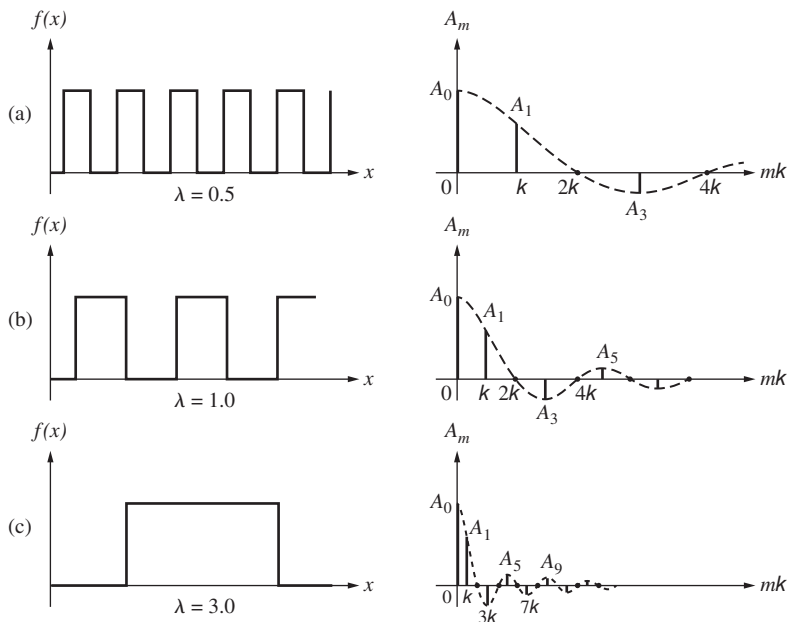 f(x)
A_m
(a)
A_0
A_1
x
0
k
2k
4k
mk
λ = 0.5
A_3
f(x)
A_m
(b)
A_0
A_1
A_5
x
0
k
2k
4k
mk
λ = 1.0
A_3
f(x)
A_m
(c)
A_0
A_1
A_5
A_9
x
0
k
mk
λ = 3.0
3k
7k